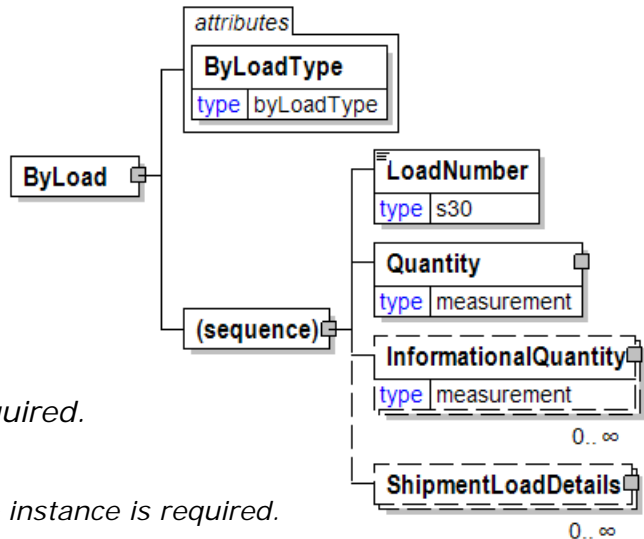 attributes
ByLoadType
type byLoadType
ByLoad
LoadNumber
type s30
Quantity
type measurement
(sequence)
InformationalQuantity
type measurement
0.. ∞
ShipmentLoadDetails
instance is required.
0.. ∞